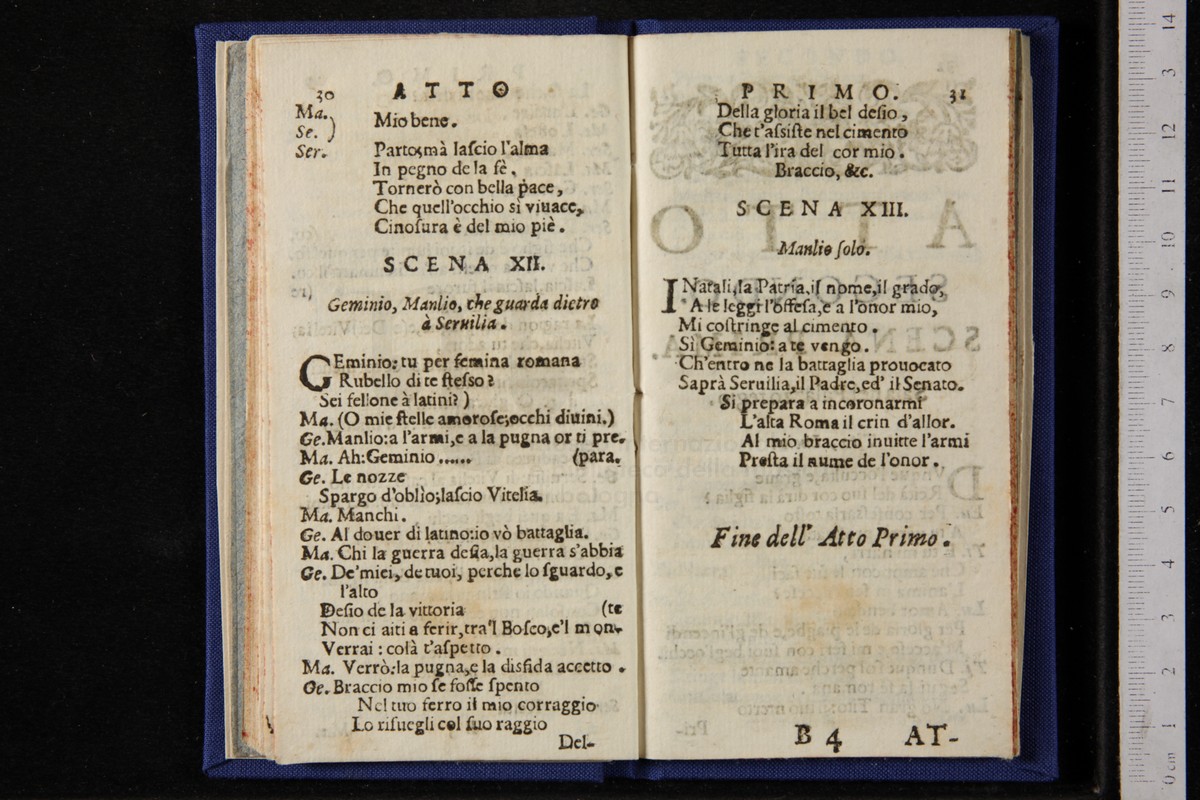 30 ATTO
Ma.
Se. ) Mio bene.
Ser. Parto, mà lascio l'alma
In pegno de la fê.
Tornerò con bella pace,
Che quell'occhio sì viuace,
Cinosura è del mio piè.
SCENA XII.
Geminio, Manlio, che guarda dietro
à Seruilia.
GEminio: tu per femina romana
Rubello di te stesso?
Sei fellone à latini? )
Ma. (O mie stelle amorose; occhi diuini.)
Ge. Manlio: a l'armi, e a la pugna or ti pre-
Ma. Ah: Geminio ...... (para.
Ge. Le nozze
Spargo d'oblìo; lascio Vitelia.
Ma. Manchi.
Ge. Al douer di latino: io vò battaglia.
Ma. Chi la guerra desia, la guerra s'abbia
Ge. De' miei, de tuoi, perche lo sguardo, e
l'alto
Desio de la vittoria (te
Non ci aiti a ferir, tra'l Bosco, e'l mon-
Verrai: colà t'aspetto.
Ma. Verrò: la pugna, e la disfida accetto.
Ge. Braccio mio se fosse spento
Nel tuo ferro il mio corraggio
Lo risuegli col suo raggio
Del-
PRIMO. 31
Della gloria il bel desio,
Che t'assiste nel cimento
Tutta l'ira del cor mio.
Braccio, &c.
SCENA XIII.
Manlio solo.
I Natali, la Patria, il nome, il grado,
A le leggi l'offesa, e a l'onor mio,
Mi costringe al cimento.
Sì Geminio: a te vengo.
Ch'entro ne la battaglia prouocato
Saprà Seruilia, il Padre, ed' il Senato.
Si prepara a incoronarmi
L'alta Roma il crin d'allor.
Al mio braccio inuitte l'armi
Presta il nume de l'onor.
Fine dell' Atto Primo.
B 4 AT-